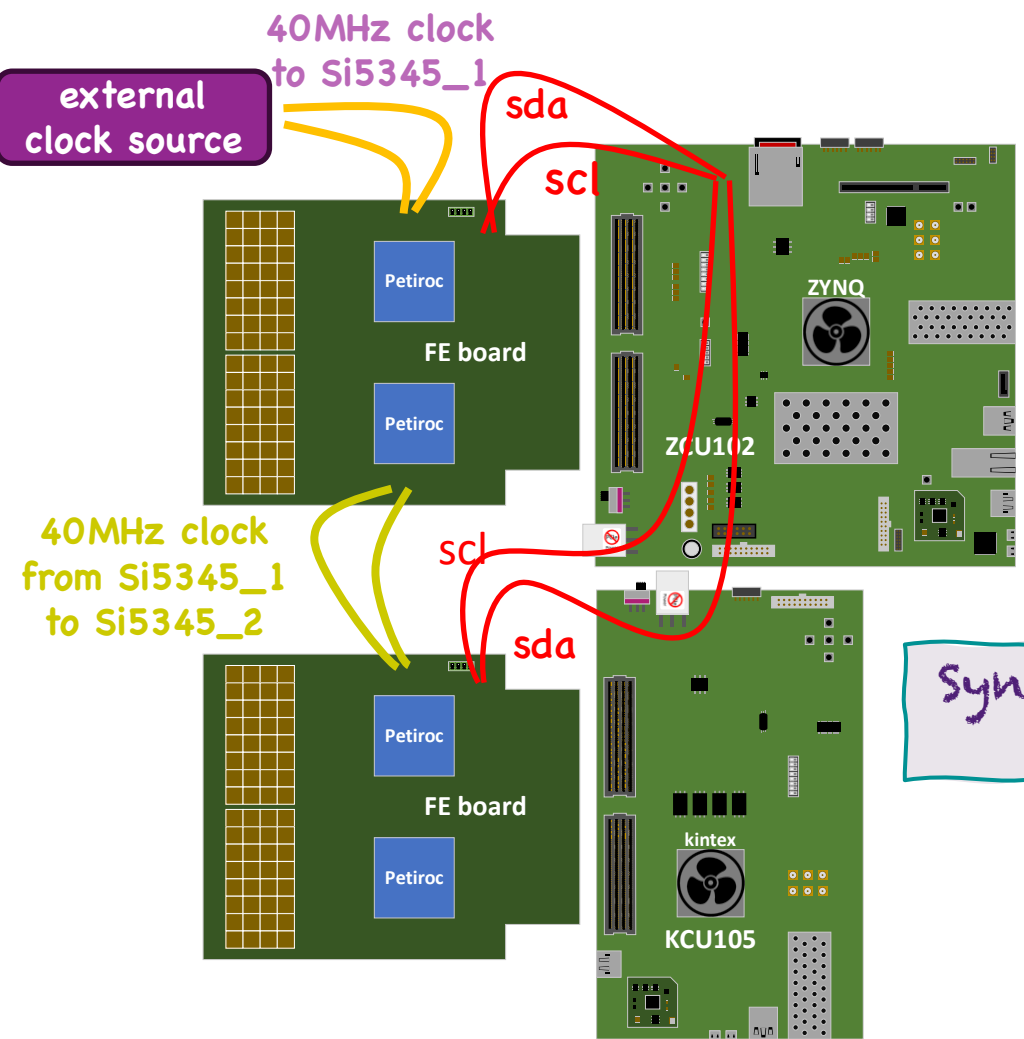 40MHz clock
to Si5345_1
external
clock source
sda
scl
Petiroc
FE board
Petiroc
ZYNQ
ZCU102
40MHz clock
from Si5345_1
to Si5345_2
scl
sda
Petiroc
FE board
Petiroc
kintex
KCU105